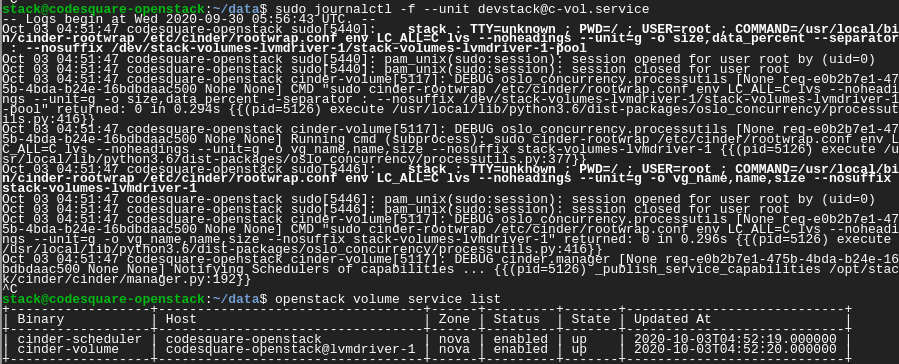 ^C
stack@codesquare-openstack:~/data$ sudo journalctl -f --unit devstack@c-vol.service
-- Logs begin at Wed 2020-09-30 05:56:43 UTC. --
Oct 03 04:51:47 codesquare-openstack sudo[5440]:    stack : TTY=unknown ; PWD=/ ; USER=root ; COMMAND=/usr/local/bi
n/cinder-rootwrap /etc/cinder/rootwrap.conf env LC_ALL=C lvs --noheadings --unit=g -o size,data_percent --separator
 : --nosuffix /dev/stack-volumes-lvmdriver-1/stack-volumes-lvmdriver-1-pool
Oct 03 04:51:47 codesquare-openstack sudo[5440]: pam_unix(sudo:session): session opened for user root by (uid=0)
Oct 03 04:51:47 codesquare-openstack sudo[5440]: pam_unix(sudo:session): session closed for user root
Oct 03 04:51:47 codesquare-openstack cinder-volume[5117]: DEBUG oslo_concurrency.processutils [None req-e0b2b7e1-47
5b-4bda-b24e-16bdbdaac500 None None] CMD "sudo cinder-rootwrap /etc/cinder/rootwrap.conf env LC_ALL=C lvs --noheadi
ngs --unit=g -o size,data_percent --separator : --nosuffix /dev/stack-volumes-lvmdriver-1/stack-volumes-lvmdriver-1
-pool" returned: 0 in 0.294s {{(pid=5126) execute /usr/local/lib/python3.6/dist-packages/oslo_concurrency/processut
ils.py:416}}
Oct 03 04:51:47 codesquare-openstack cinder-volume[5117]: DEBUG oslo_concurrency.processutils [None req-e0b2b7e1-47
5b-4bda-b24e-16bdbdaac500 None None] Running cmd (subprocess): sudo cinder-rootwrap /etc/cinder/rootwrap.conf env L
C_ALL=C lvs --noheadings --unit=g -o vg_name,name,size --nosuffix stack-volumes-lvmdriver-1 {{(pid=5126) execute /u
sr/local/lib/python3.6/dist-packages/oslo_concurrency/processutils.py:377}}
Oct 03 04:51:47 codesquare-openstack sudo[5446]:    stack : TTY=unknown ; PWD=/ ; USER=root ; COMMAND=/usr/local/bi
n/cinder-rootwrap /etc/cinder/rootwrap.conf env LC_ALL=C lvs --noheadings --unit=g -o vg_name,name,size --nosuffix
stack-volumes-lvmdriver-1
Oct 03 04:51:47 codesquare-openstack sudo[5446]: pam_unix(sudo:session): session opened for user root by (uid=0)
Oct 03 04:51:47 codesquare-openstack sudo[5446]: pam_unix(sudo:session): session closed for user root
Oct 03 04:51:47 codesquare-openstack cinder-volume[5117]: DEBUG oslo_concurrency.processutils [None req-e0b2b7e1-47
5b-4bda-b24e-16bdbdaac500 None None] CMD "sudo cinder-rootwrap /etc/cinder/rootwrap.conf env LC_ALL=C lvs --noheadi
ngs --unit=g -o vg_name,name,size --nosuffix stack-volumes-lvmdriver-1" returned: 0 in 0.296s {{(pid=5126) execute
/usr/local/lib/python3.6/dist-packages/oslo_concurrency/processutils.py:416}}
Oct 03 04:51:47 codesquare-openstack cinder-volume[5117]: DEBUG cinder.manager [None req-e0b2b7e1-475b-4bda-b24e-16
bdbdaac500 None None] Notifying Schedulers of capabilities ... {{(pid=5126) _publish_service_capabilities /opt/stac
k/cinder/cinder/manager.py:192}}
^C
stack@codesquare-openstack:~/data$ openstack volume service list
| Binary | Host | Zone | Status | State | Updated At |
| cinder-scheduler | codesquare-openstack | nova | enabled | up | 2020-10-03T04:52:19.000000 |
| cinder-volume | codesquare-openstack@lvmdriver-1 | nova | enabled | up | 2020-10-03T04:52:20.000000 |